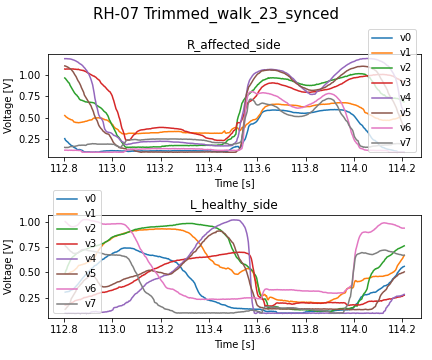 RH-07 Trimmed_walk_23_synced
R_affected_side
Voltage [V]
1.00
0.75
0.50
0.25
v0
v1
v2
v3
v4
v5
v6
v7
112.8 113.0 113.2 113.4 113.6 113.8 114.0 114.2
Time [s]
L_healthy_side
Voltage [V]
1.00
0.75
0.50
0.25
v0
v1
v2
v3
v4
v5
v6
v7
112.8 113.0 113.2 113.4 113.6 113.8 114.0 114.2
Time [s]